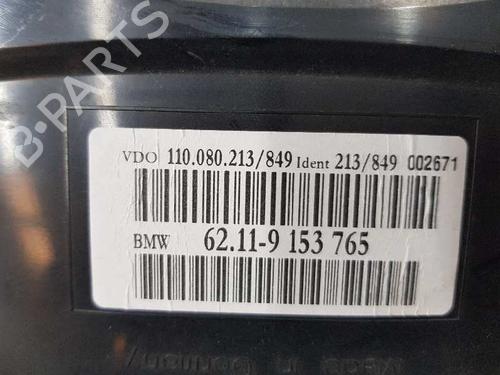 B-PARTS
VDO 110.080.213/849 Ident 213/849 002671
BMW 62.11-9 153 765